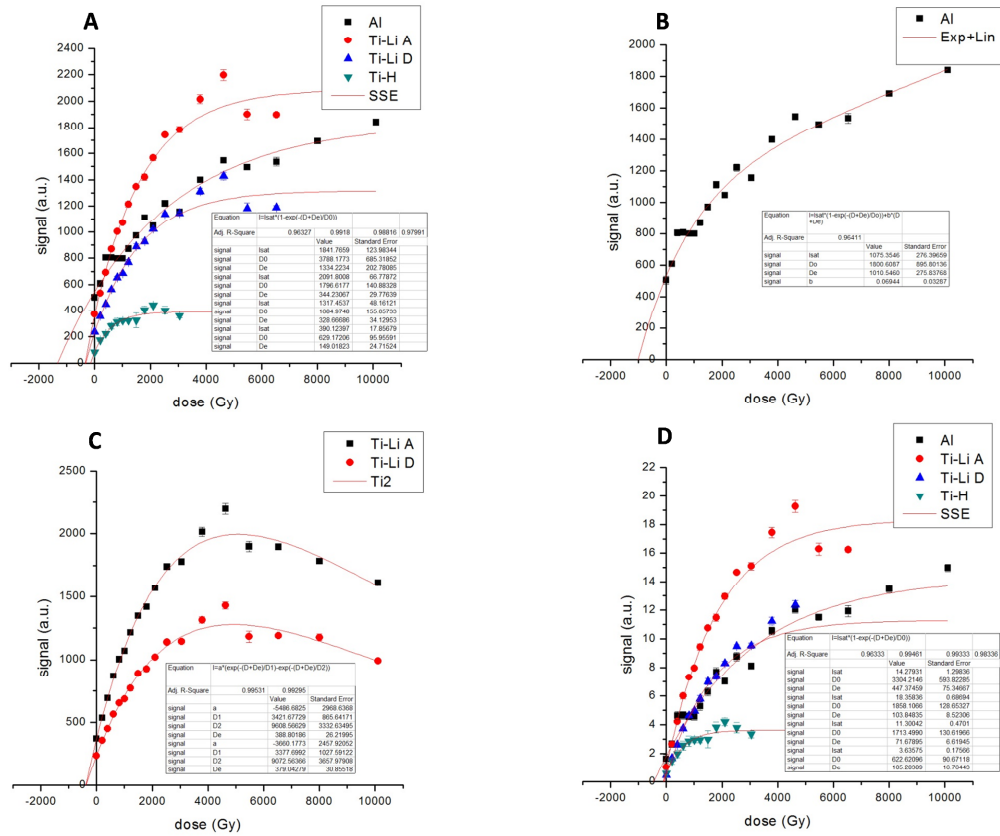 A
Al
Ti-Li A
Ti-Li D
Ti-H
SSE
2400
2200
2000
1800
1600
1400
1200
1000
800
600
400
200
0
signal (a.u.)
Equation I=Isat*(1-exp(-(D+De)/D0))
Adj. R-Square 0.96327 0.9918 0.98816 0.97991
Value Standard Error
signal Isat 1841.7659 123.98344
signal D0 3788.1773 685.31852
signal De 1334.2234 202.78085
signal Isat 2091.8008 66.77872
signal D0 1796.6177 140.88328
signal De 344.23067 29.77639
signal Isat 1317.4537 48.16121
signal D0
signal De 328.66686 34.12953
signal Isat 390.12397 17.85679
signal D0 629.17206 95.95591
signal De 149.01823 24.71524
-2000 0 2000 4000 6000 8000 10000
dose (Gy)
B
Al
Exp+Lin
2000
1800
1600
1400
1200
1000
800
600
400
200
0
signal (a.u.)
Equation I=Isat*(1-exp(-(D+De)/Do))+b*(D
+De)
Adj. R-Square 0.96411
Value Standard Error
signal Isat 1075.3546 276.39659
signal Do 1800.6087 895.80136
signal De 1010.5460 275.83768
signal b 0.06944 0.03287
-2000 0 2000 4000 6000 8000 10000
dose (Gy)
C
Ti-Li A
Ti-Li D
Ti2
2500
2000
1500
1000
500
0
signal (a.u.)
Equation I=a*(exp(-(D+De)/D1)-exp(-(D+De)/D2))
Adj. R-Square 0.99531 0.99295
Value Standard Error
signal a -5486.6825 2968.6368
signal D1 3421.67729 865.64171
signal D2 9608.56629 3332.63495
signal De 388.80186 26.21995
signal a -3660.1773 2457.92052
signal D1 3377.6992 1027.59122
signal D2 9072.56366 3657.97908
signal De 379.04279 30.85518
-2000 0 2000 4000 6000 8000 10000
dose (Gy)
D
Al
Ti-Li A
Ti-Li D
Ti-H
SSE
22
20
18
16
14
12
10
8
6
4
2
0
signal (a.u.)
Equation I=Isat*(1-exp(-(D+De)/D0))
Adj. R-Square 0.96333 0.99461 0.99333 0.98336
Value Standard Error
signal Isat 14.27931 1.29836
signal D0 3304.2146 593.82285
signal De 447.37459 75.34667
signal Isat 18.35836 0.68694
signal D0 1858.1066 128.65327
signal De 103.84835 8.52306
signal Isat 11.30042 0.4701
signal D0 1713.4990 130.61966
signal De 71.67895 6.61945
signal Isat 3.63575 0.17566
signal D0 622.62096 90.67118
signal De
-2000 0 2000 4000 6000 8000 10000
dose (Gy)